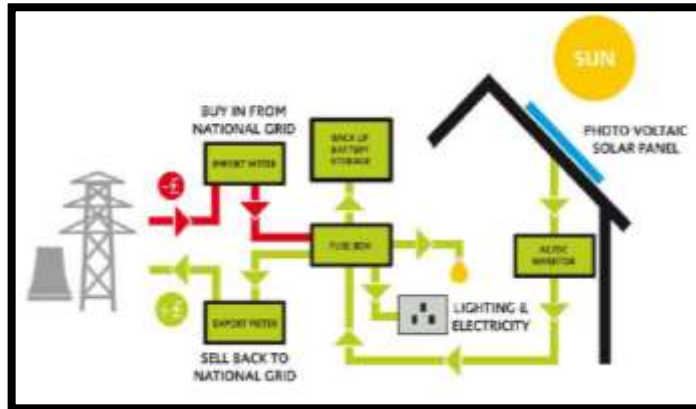 SUN
BUY IN FROM
NATIONAL GRID
BACK UP
BATTERY
STORAGE
PHOTO VOLTAIC
SOLAR PANEL
IMPORT METER
-£
FUSE BOX
AC/DC
INVERTOR
+£
EXPORT METER
LIGHTING &
ELECTRICITY
SELL BACK TO
NATIONAL GRID